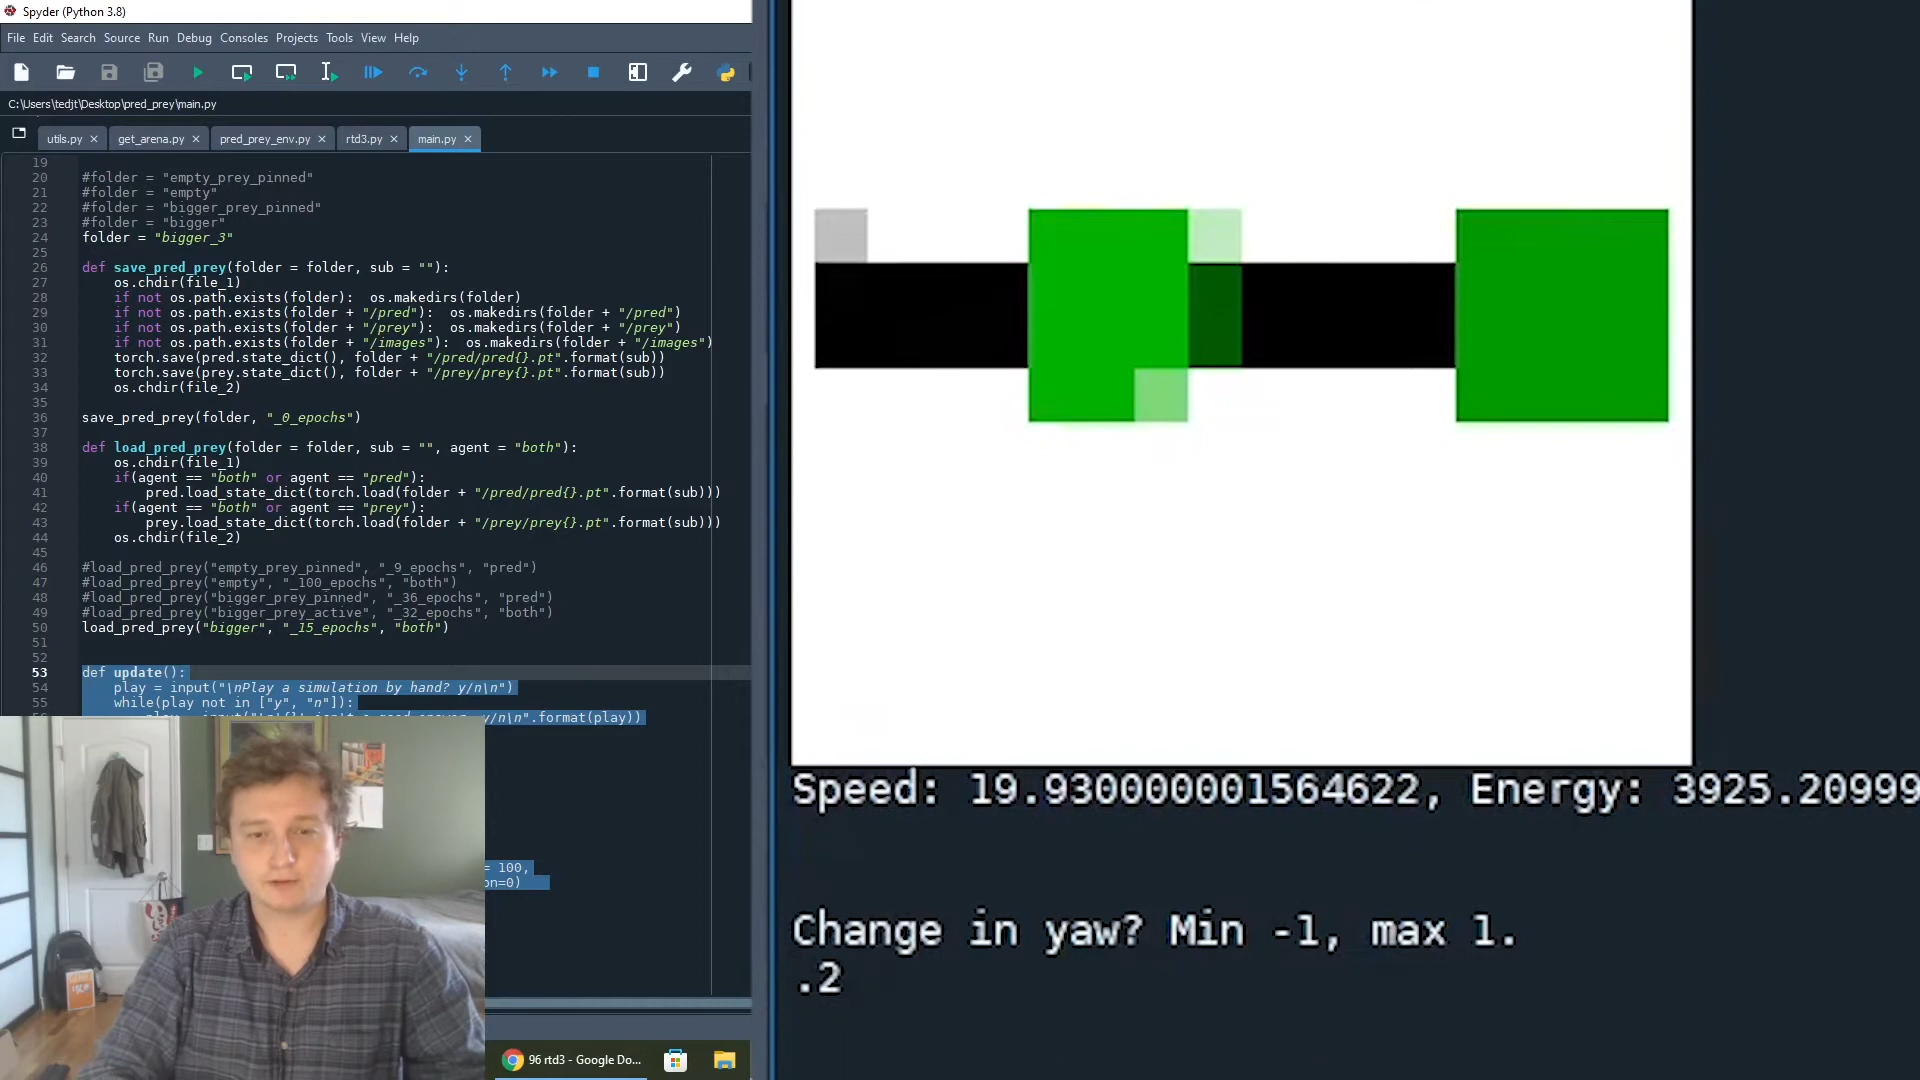 Spyder (Python 3.8)
File Edit Search Source Run Debug Consoles Projects Tools View Help
C:\Users\tedjt\Desktop\pred_prey\main.py
utils.py get_arena.py pred_prey_env.py rtd3.py main.py
19
20 #folder = "empty_prey_pinned"
21 #folder = "empty"
22 #folder = "bigger_prey_pinned"
23 #folder = "bigger"
24 folder = "bigger_3"
25
26 def save_pred_prey(folder = folder, sub = ""):
27 os.chdir(file_1)
28 if not os.path.exists(folder): os.makedirs(folder)
29 if not os.path.exists(folder + "/pred"): os.makedirs(folder + "/pred")
30 if not os.path.exists(folder + "/prey"): os.makedirs(folder + "/prey")
31 if not os.path.exists(folder + "/images"): os.makedirs(folder + "/images")
32 torch.save(pred.state_dict(), folder + "/pred/pred{}.pt".format(sub))
33 torch.save(prey.state_dict(), folder + "/prey/prey{}.pt".format(sub))
34 os.chdir(file_2)
35
36 save_pred_prey(folder, "_0_epochs")
37
38 def load_pred_prey(folder = folder, sub = "", agent = "both"):
39 os.chdir(file_1)
40 if(agent == "both" or agent == "pred"):
41 pred.load_state_dict(torch.load(folder + "/pred/pred{}.pt".format(sub)))
42 if(agent == "both" or agent == "prey"):
43 prey.load_state_dict(torch.load(folder + "/prey/prey{}.pt".format(sub)))
44 os.chdir(file_2)
45
46 #load_pred_prey("empty_prey_pinned", "_9_epochs", "pred")
47 #load_pred_prey("empty", "_100_epochs", "both")
48 #load_pred_prey("bigger_prey_pinned", "_36_epochs", "pred")
49 #load_pred_prey("bigger_prey_active", "_32_epochs", "both")
50 load_pred_prey("bigger", "_15_epochs", "both")
51
52
53 def update():
54 play = input("\nPlay a simulation by hand? y/n\n")
55 while(play not in ["y", "n"]):
y/n\n".format(play))
= 100,
on=0)
96 rtd3 - Google Do...
Speed: 19.930000001564622, Energy: 3925.20999
Change in yaw? Min -1, max 1.
.2